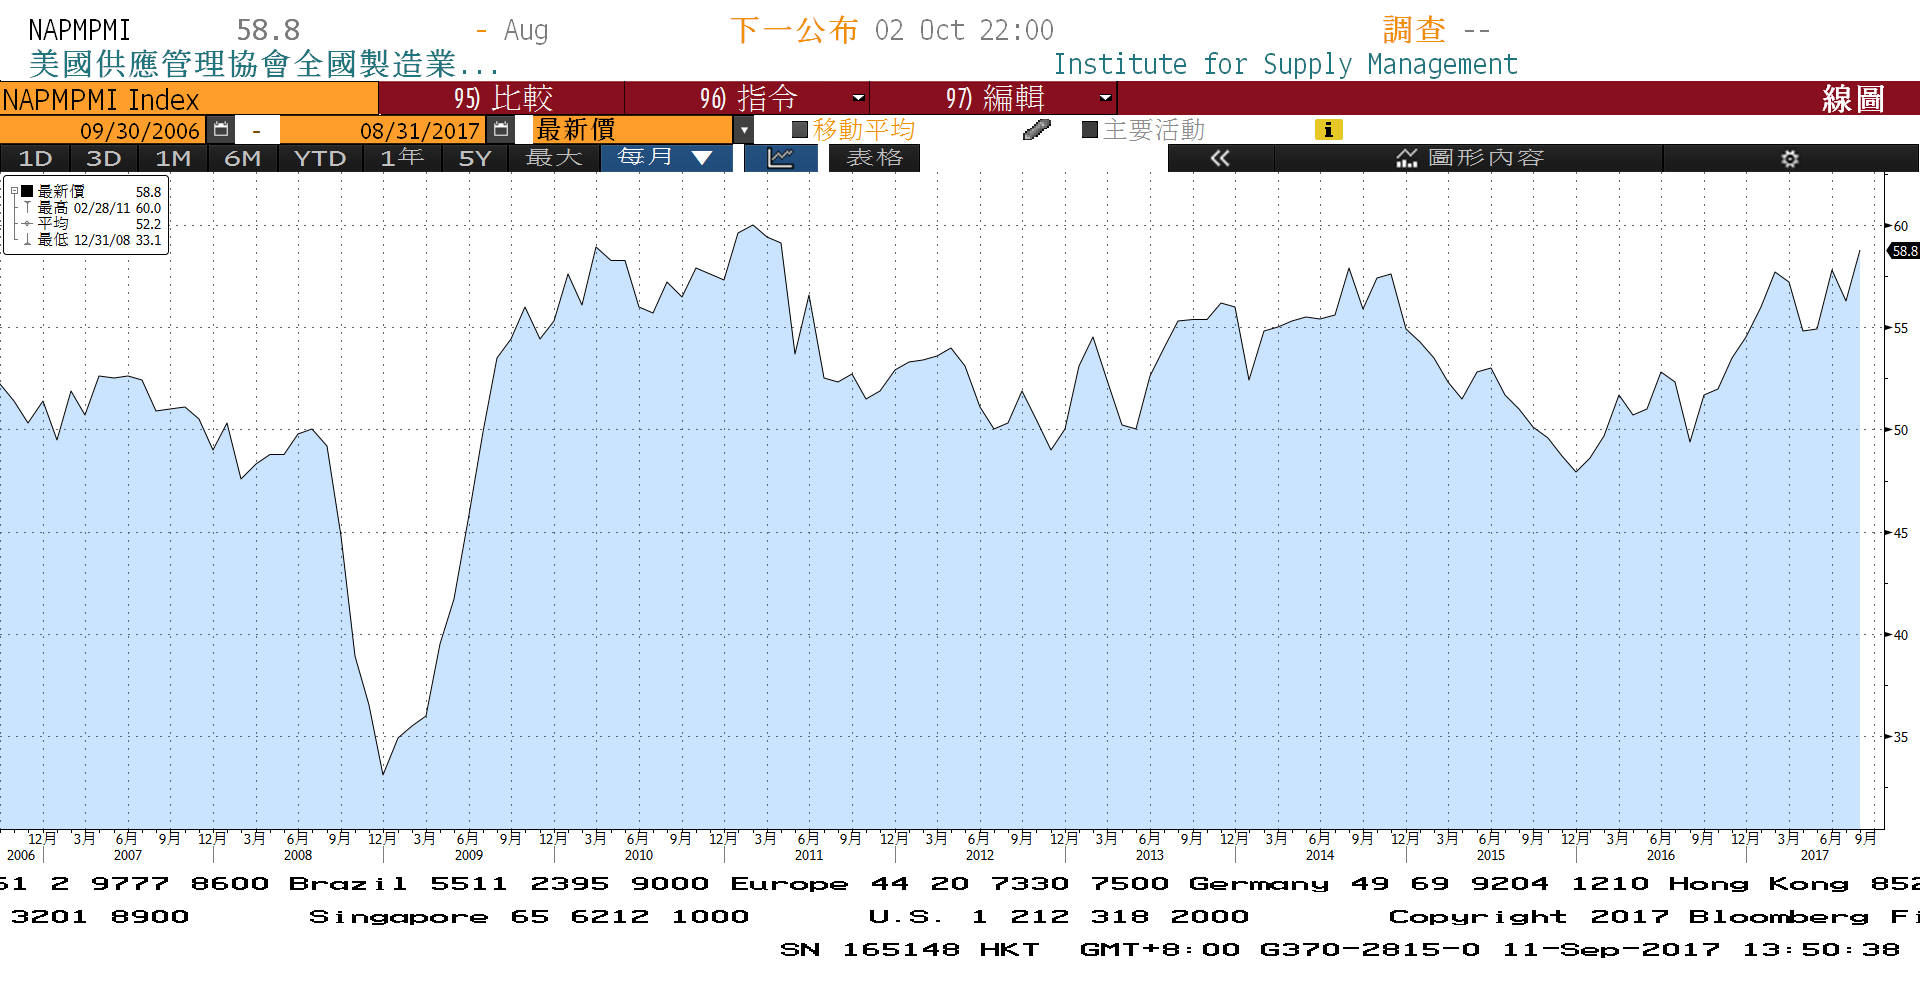 NAPMPMI 58.8 - Aug 下一公布 02 Oct 22:00 調查 --
美國供應管理協會全國製造業... Institute for Supply Management
NAPMPMI Index 95) 比較 96) 指令 97) 編輯 線圖
09/30/2006 - 08/31/2017 最新價 移動平均 主要活動 i
1D 3D 1M 6M YTD 1年 5Y 最大 每月 ▼ 表格 « 圖形內容
最新價 58.8
最高 02/28/11 60.0
平均 52.2
最低 12/31/08 33.1
60
58.8
55
50
45
40
35
12月 3月 6月 9月 12月 3月 6月 9月 12月 3月 6月 9月 12月 3月 6月 9月 12月 3月 6月 9月 12月 3月 6月 9月 12月 3月 6月 9月 12月 3月 6月 9月 12月 3月 6月 9月 12月 3月 6月 9月 12月 3月 6月 9月
2006 2007 2008 2009 2010 2011 2012 2013 2014 2015 2016 2017
61 2 9777 8600 Brazil 5511 2395 9000 Europe 44 20 7330 7500 Germany 49 69 9204 1210 Hong Kong 852
3201 8900 Singapore 65 6212 1000 U.S. 1 212 318 2000 Copyright 2017 Bloomberg Fi
SN 165148 HKT GMT+8:00 G370-2815-0 11-Sep-2017 13:50:38